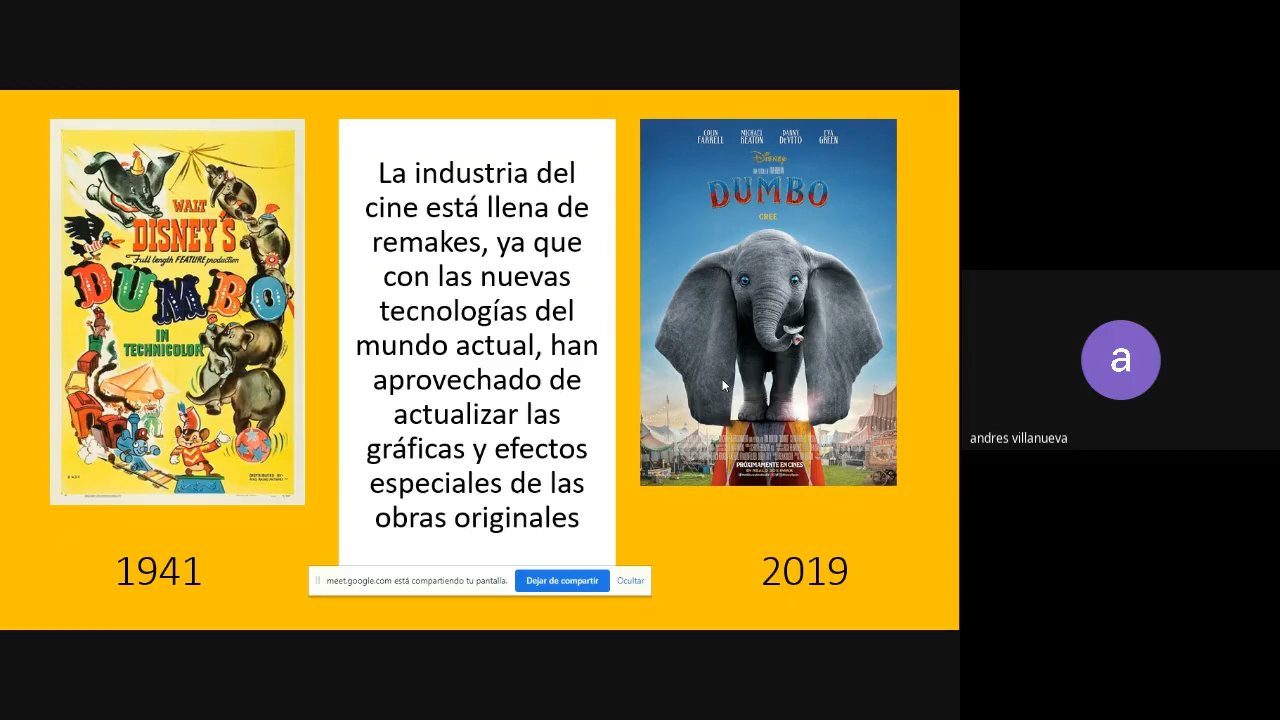 WALT
DISNEY'S
Full length FEATURE production
DUMBO
IN
TECHNICOLOR
DISTRIBUTED BY:
1941
La industria del
cine está llena de
remakes, ya que
con las nuevas
tecnologías del
mundo actual, han
aprovechado de
actualizar las
gráficas y efectos
especiales de las
obras originales
meet.google.com está compartiendo tu pantalla.
Dejar de compartir
Ocultar
COLIN FARRELL
MICHAEL KEATON
DANNY DeVITO
EVA GREEN
Disney
DUMBO
CREE
PRÓXIMAMENTE EN CINES
2019
a
andres villanueva